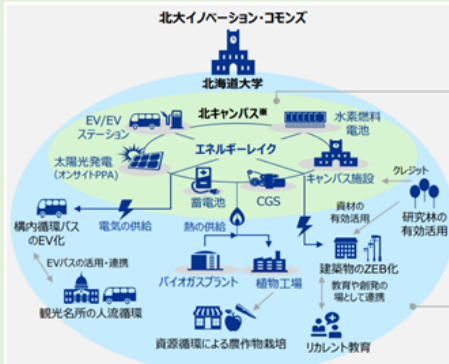 北大イノベーション・コモンズ
北海道大学
北キャンパス※
EV/EV
ステーション
水素燃料
電池
エネルギーレイク
太陽光発電
(オンサイトPPA)
キャンパス施設
蓄電池
CGS
クレジット
構内循環バス
のEV化
電気の供給
熱の供給
資材の
有効活用
研究林の
有効活用
EVバスの活用・連携
バイオガスプラント
植物工場
建築物のZEB化
観光名所の人流循環
教育や創発の
場として連携
資源循環による農作物栽培
リカレント教育